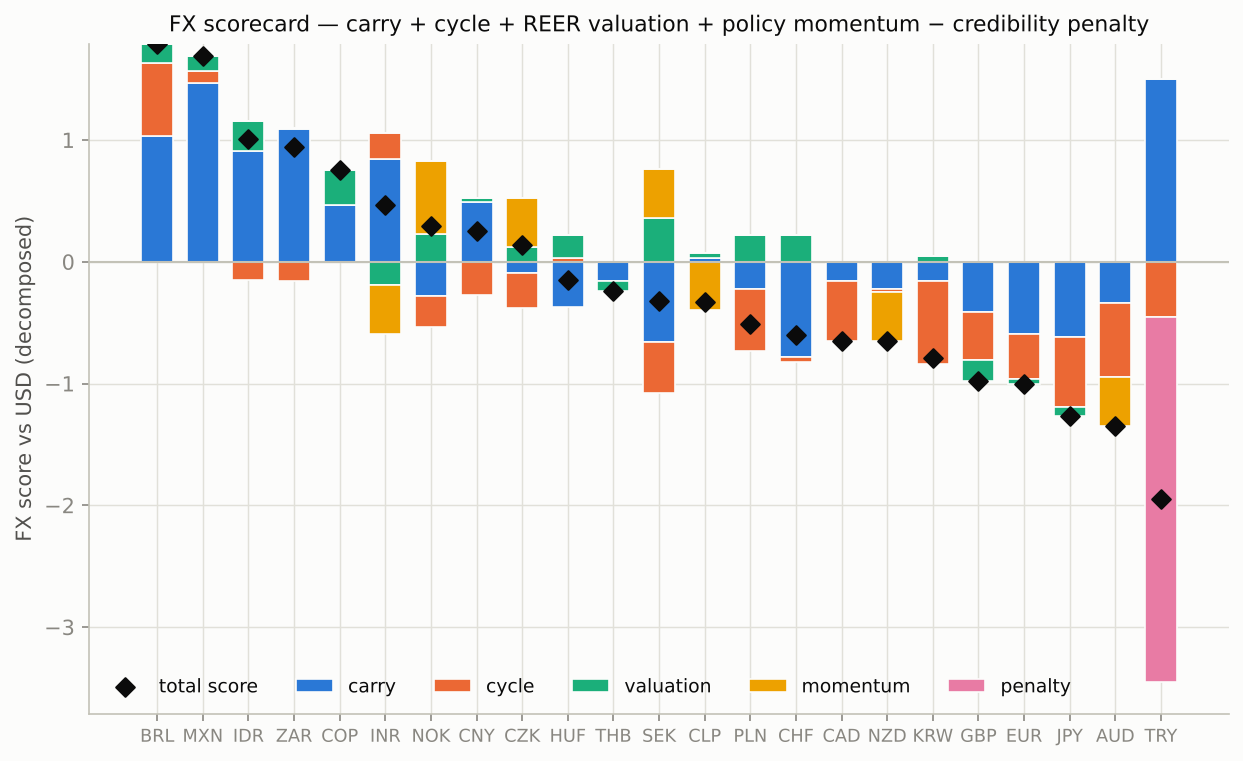 FX scorecard — carry + cycle + REER valuation + policy momentum − credibility penalty
FX score vs USD (decomposed)
1
0
−1
−2
−3
total score carry cycle valuation momentum penalty
BRL MXN IDR ZAR COP INR NOK CNY CZK HUF THB SEK CLP PLN CHF CAD NZD KRW GBP EUR JPY AUD TRY